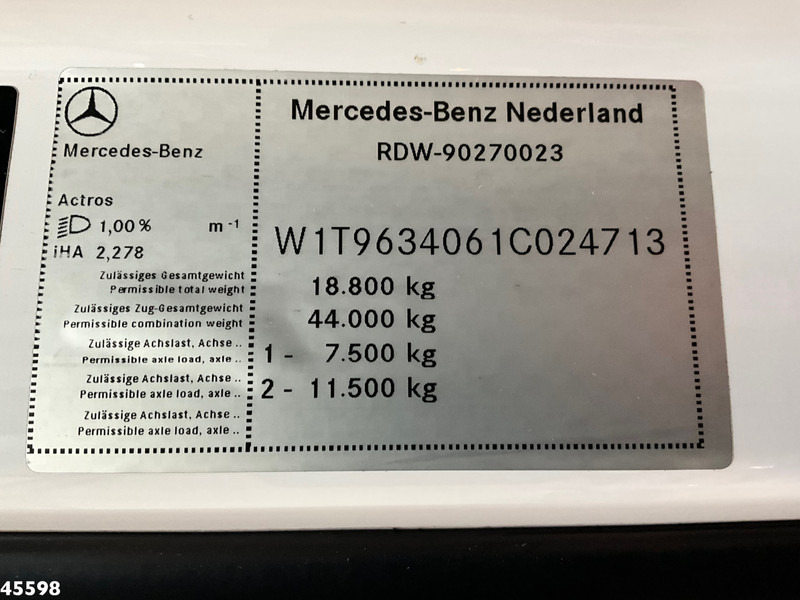 Mercedes-Benz
Actros
1,00% m-1
iHA 2,278
Mercedes-Benz Nederland
RDW-90270023
W1T9634061C024713
Zulässiges Gesamtgewicht
Permissible total weight 18.800 kg
Zulässiges Zug-Gesamtgewicht
Permissible combination weight 44.000 kg
Zulässige Achslast, Achse ..
Permissible axle load, axle .. 1 - 7.500 kg
Zulässige Achslast, Achse ..
Permissible axle load, axle .. 2 - 11.500 kg
Zulässige Achslast, Achse ..
Permissible axle load, axle ..
45598